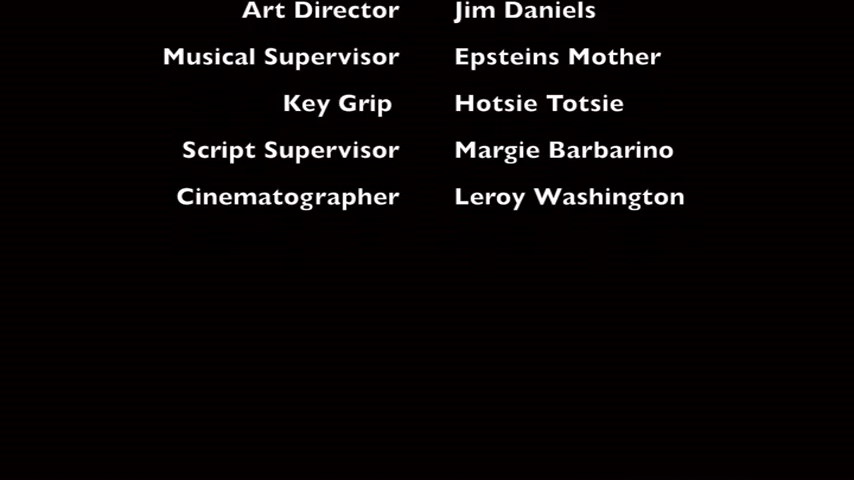 Art Director Jim Daniels
Musical Supervisor Epsteins Mother
Key Grip Hotsie Totsie
Script Supervisor Margie Barbarino
Cinematographer Leroy Washington